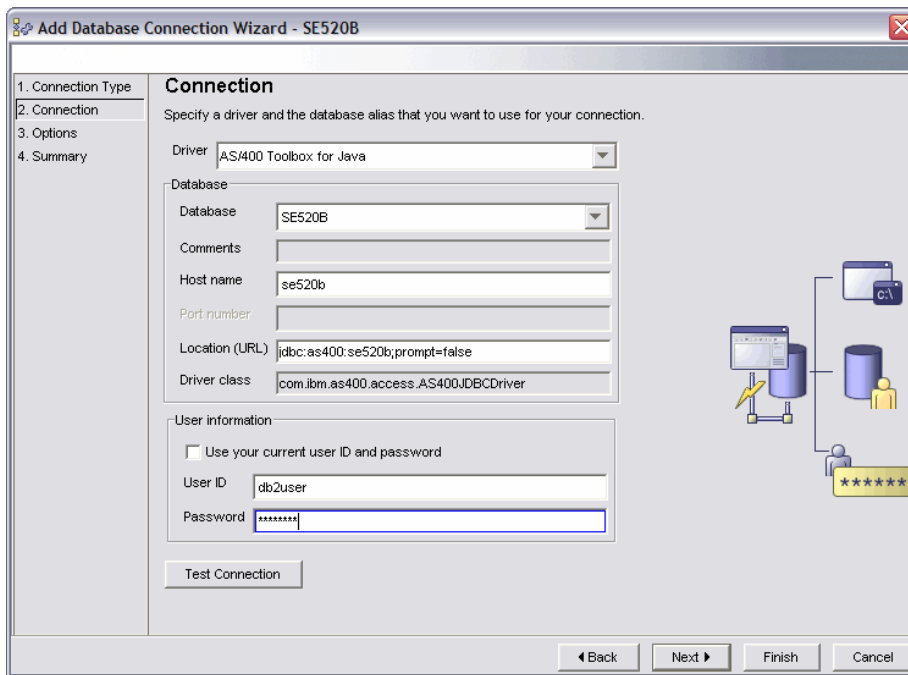 Add Database Connection Wizard - SE520B
1. Connection Type
2. Connection
3. Options
4. Summary
Connection
Specify a driver and the database alias that you want to use for your connection.
Driver AS/400 Toolbox for Java
Database
Database SE520B
Comments
Host name se520b
Port number
Location (URL) jdbc:as400:se520b;prompt=false
Driver class com.ibm.as400.access.AS400JDBCDriver
User information
Use your current user ID and password
User ID db2user
Password ********
Test Connection
c:\
******
Back Next Finish Cancel